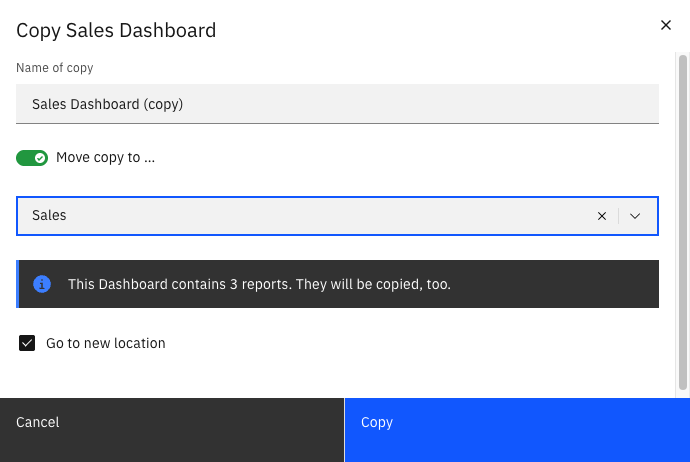 Copy Sales Dashboard
Name of copy
Sales Dashboard (copy)
Move copy to ...
Sales
This Dashboard contains 3 reports. They will be copied, too.
Go to new location
Cancel
Copy